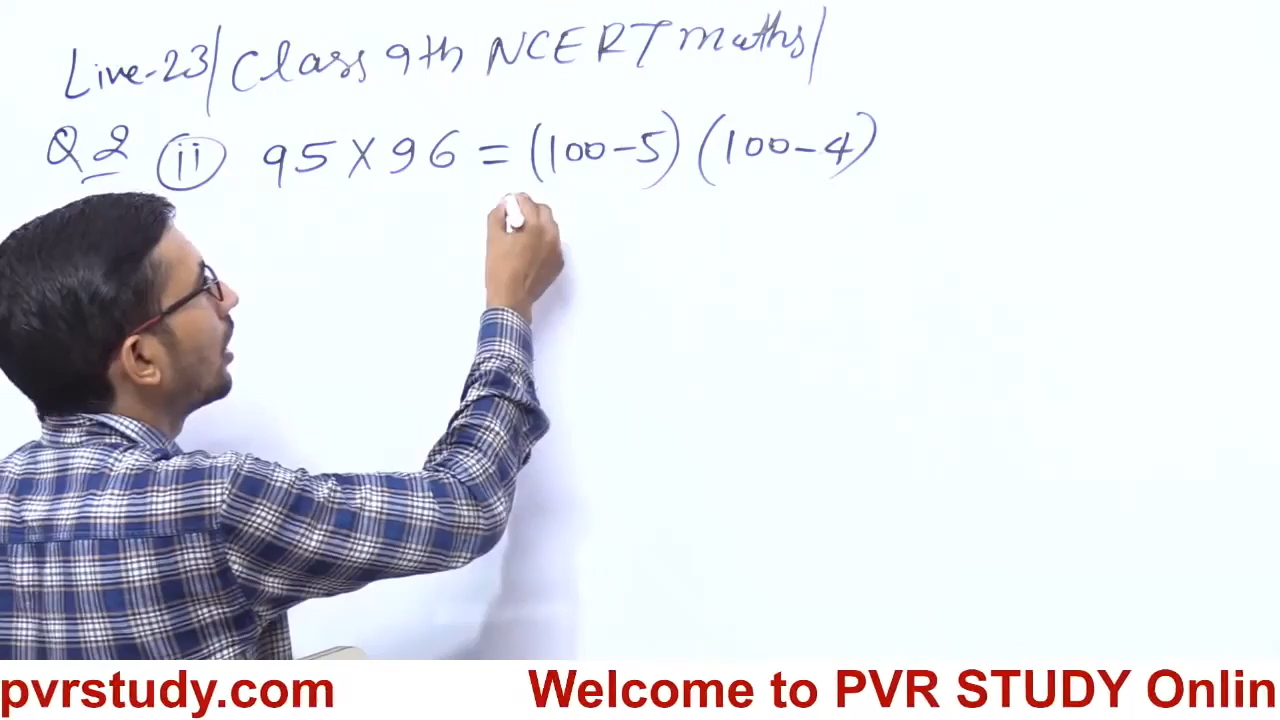 Live-23/Class 9th NCERT maths/
Q2 (ii) 95 × 96 = (100-5) (100-4)
pvrstudy.com Welcome to PVR STUDY Onlin